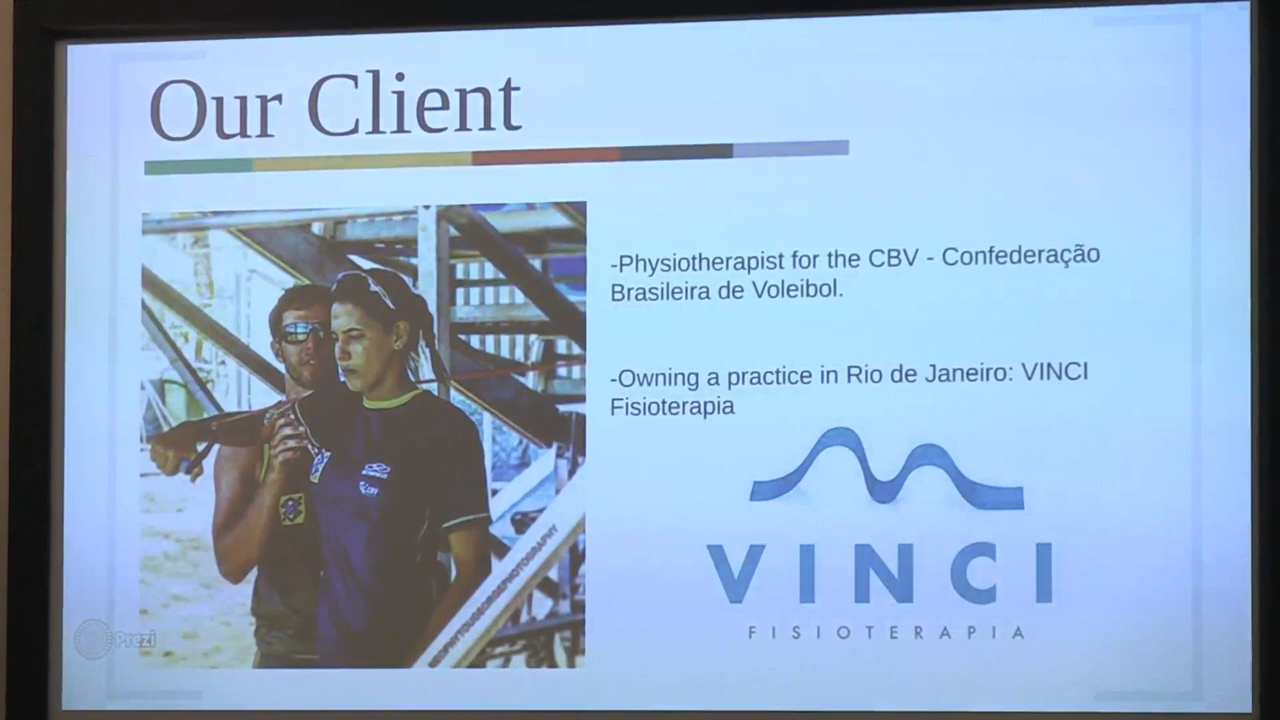 Our Client
-Physiotherapist for the CBV - Confederação
Brasileira de Voleibol.
-Owning a practice in Rio de Janeiro: VINCI
Fisioterapia
VINCI
FISIOTERAPIA
Prezi